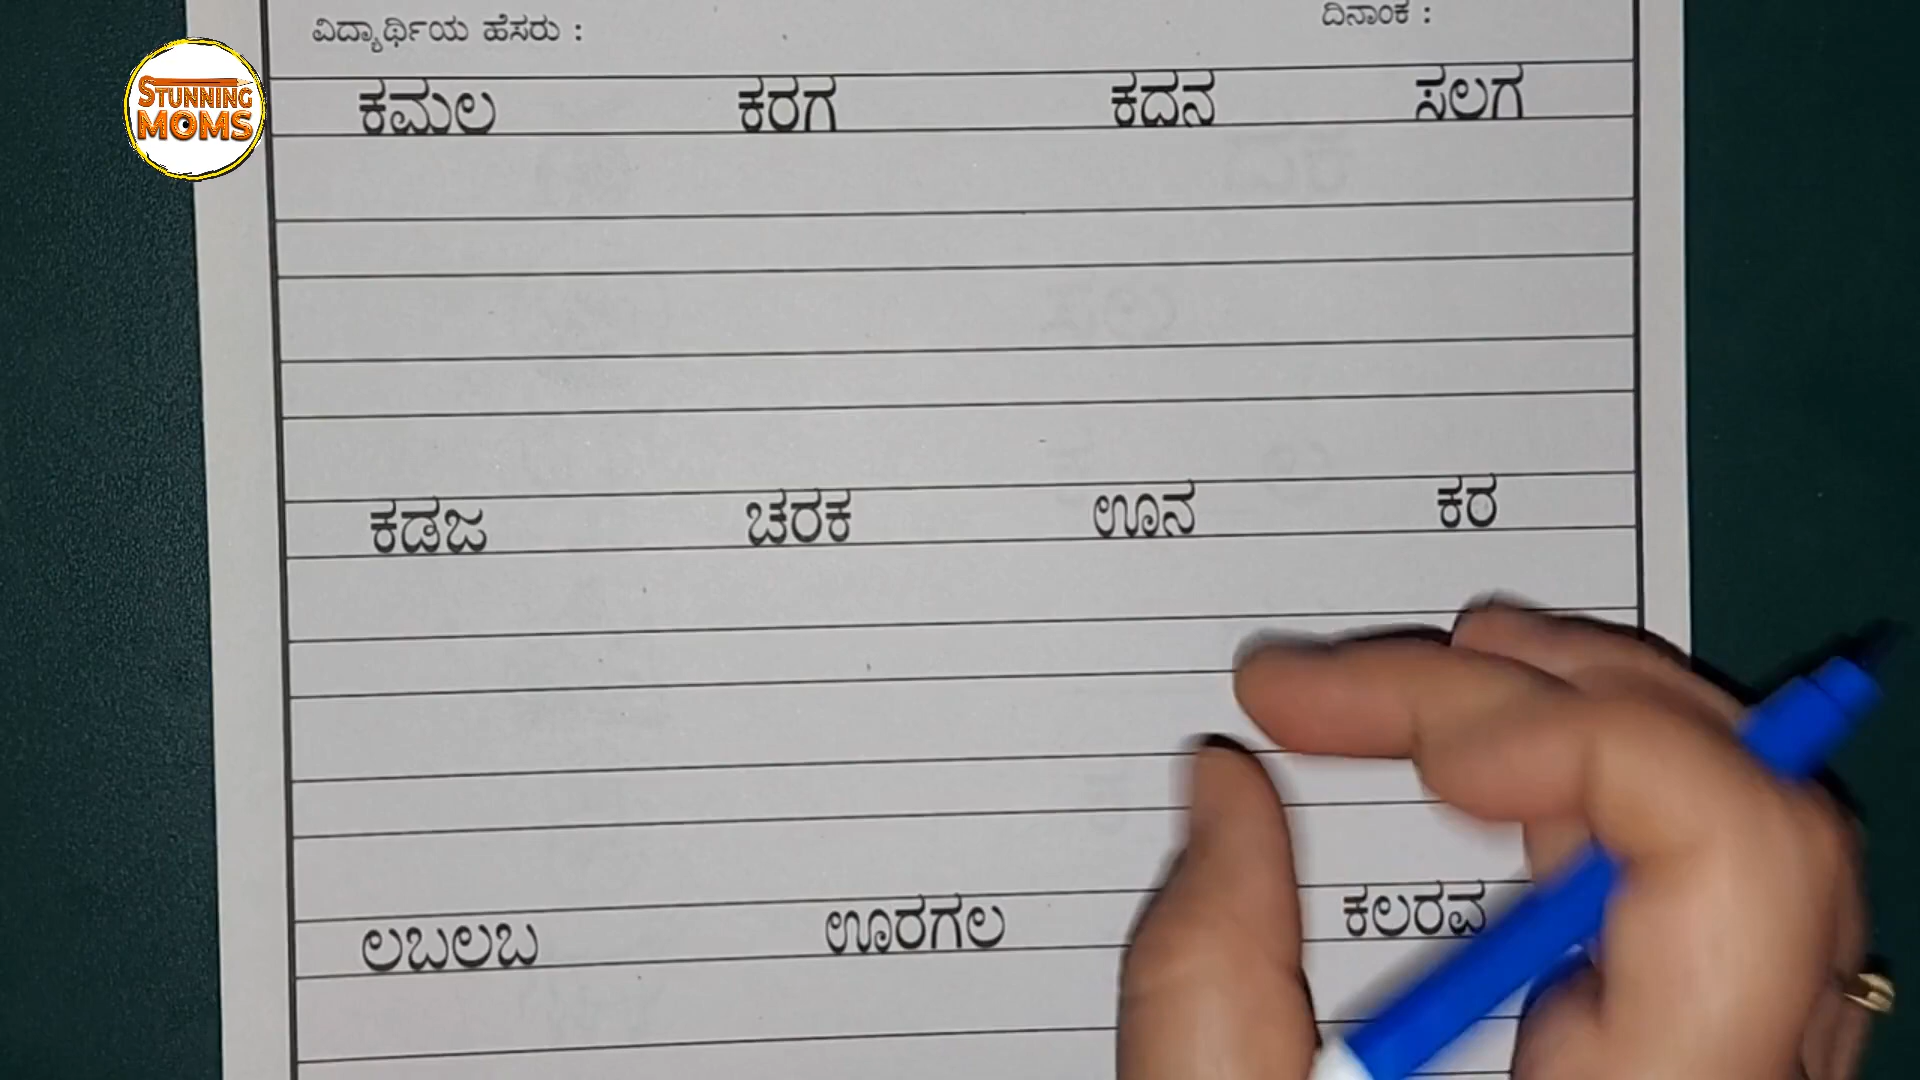 ವಿದ್ಯಾರ್ಥಿಯ ಹೆಸರು : ದಿನಾಂಕ :
STUNNING
MOMS
ಕಮಲ ಕರಗ ಕದನ ಸಲಗ
ಕಡಜ ಚರಕ ಊನ ಕರ
ಲಬಲಬ ಊರಗಲ ಕಲರವ